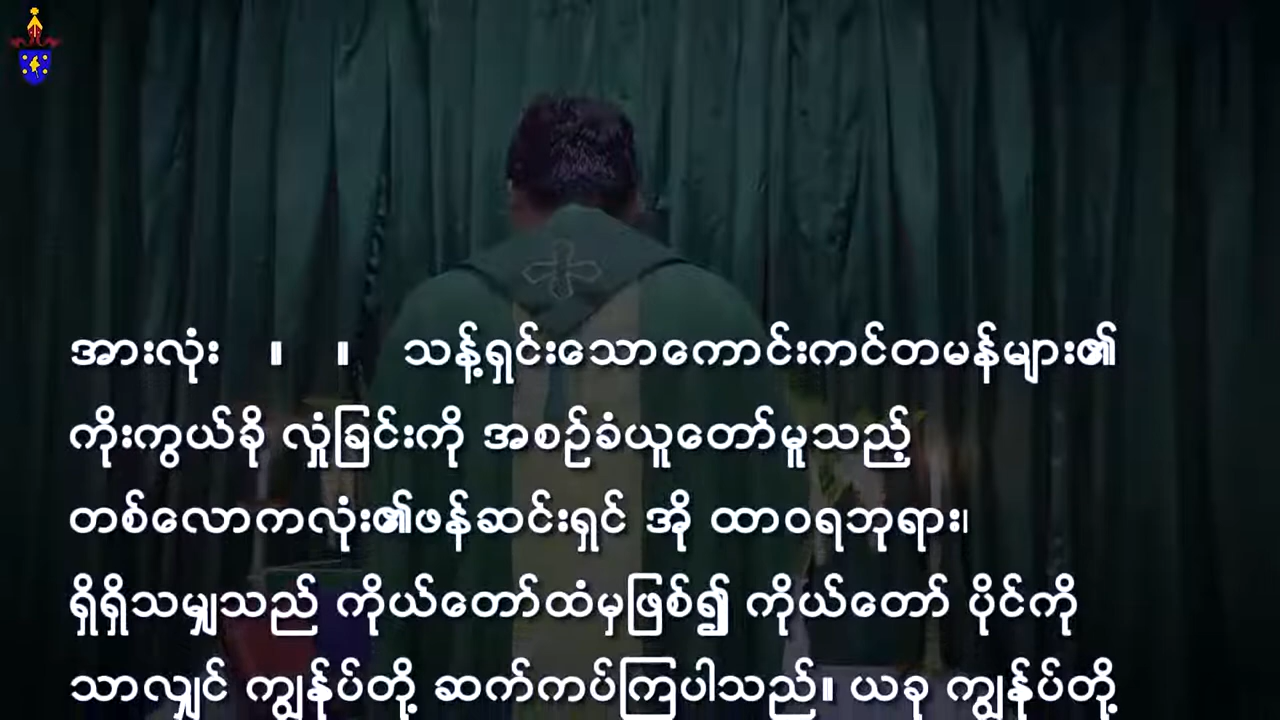 အားလုံး ။ ။ သန့်ရှင်းသောကောင်းကင်တမန်များ၏
ကိုးကွယ်ခို လှုံခြင်းကို အစဉ်ခံယူတော်မူသည့်
တစ်လောကလုံး၏ဖန်ဆင်းရှင် အို ထာဝရဘုရား၊
ရှိရှိသမျှသည် ကိုယ်တော်ထံမှဖြစ်၍ ကိုယ်တော် ပိုင်ကို
သာလျှင် ကျွန်ုပ်တို့ ဆက်ကပ်ကြပါသည်။ ယခု ကျွန်ုပ်တို့